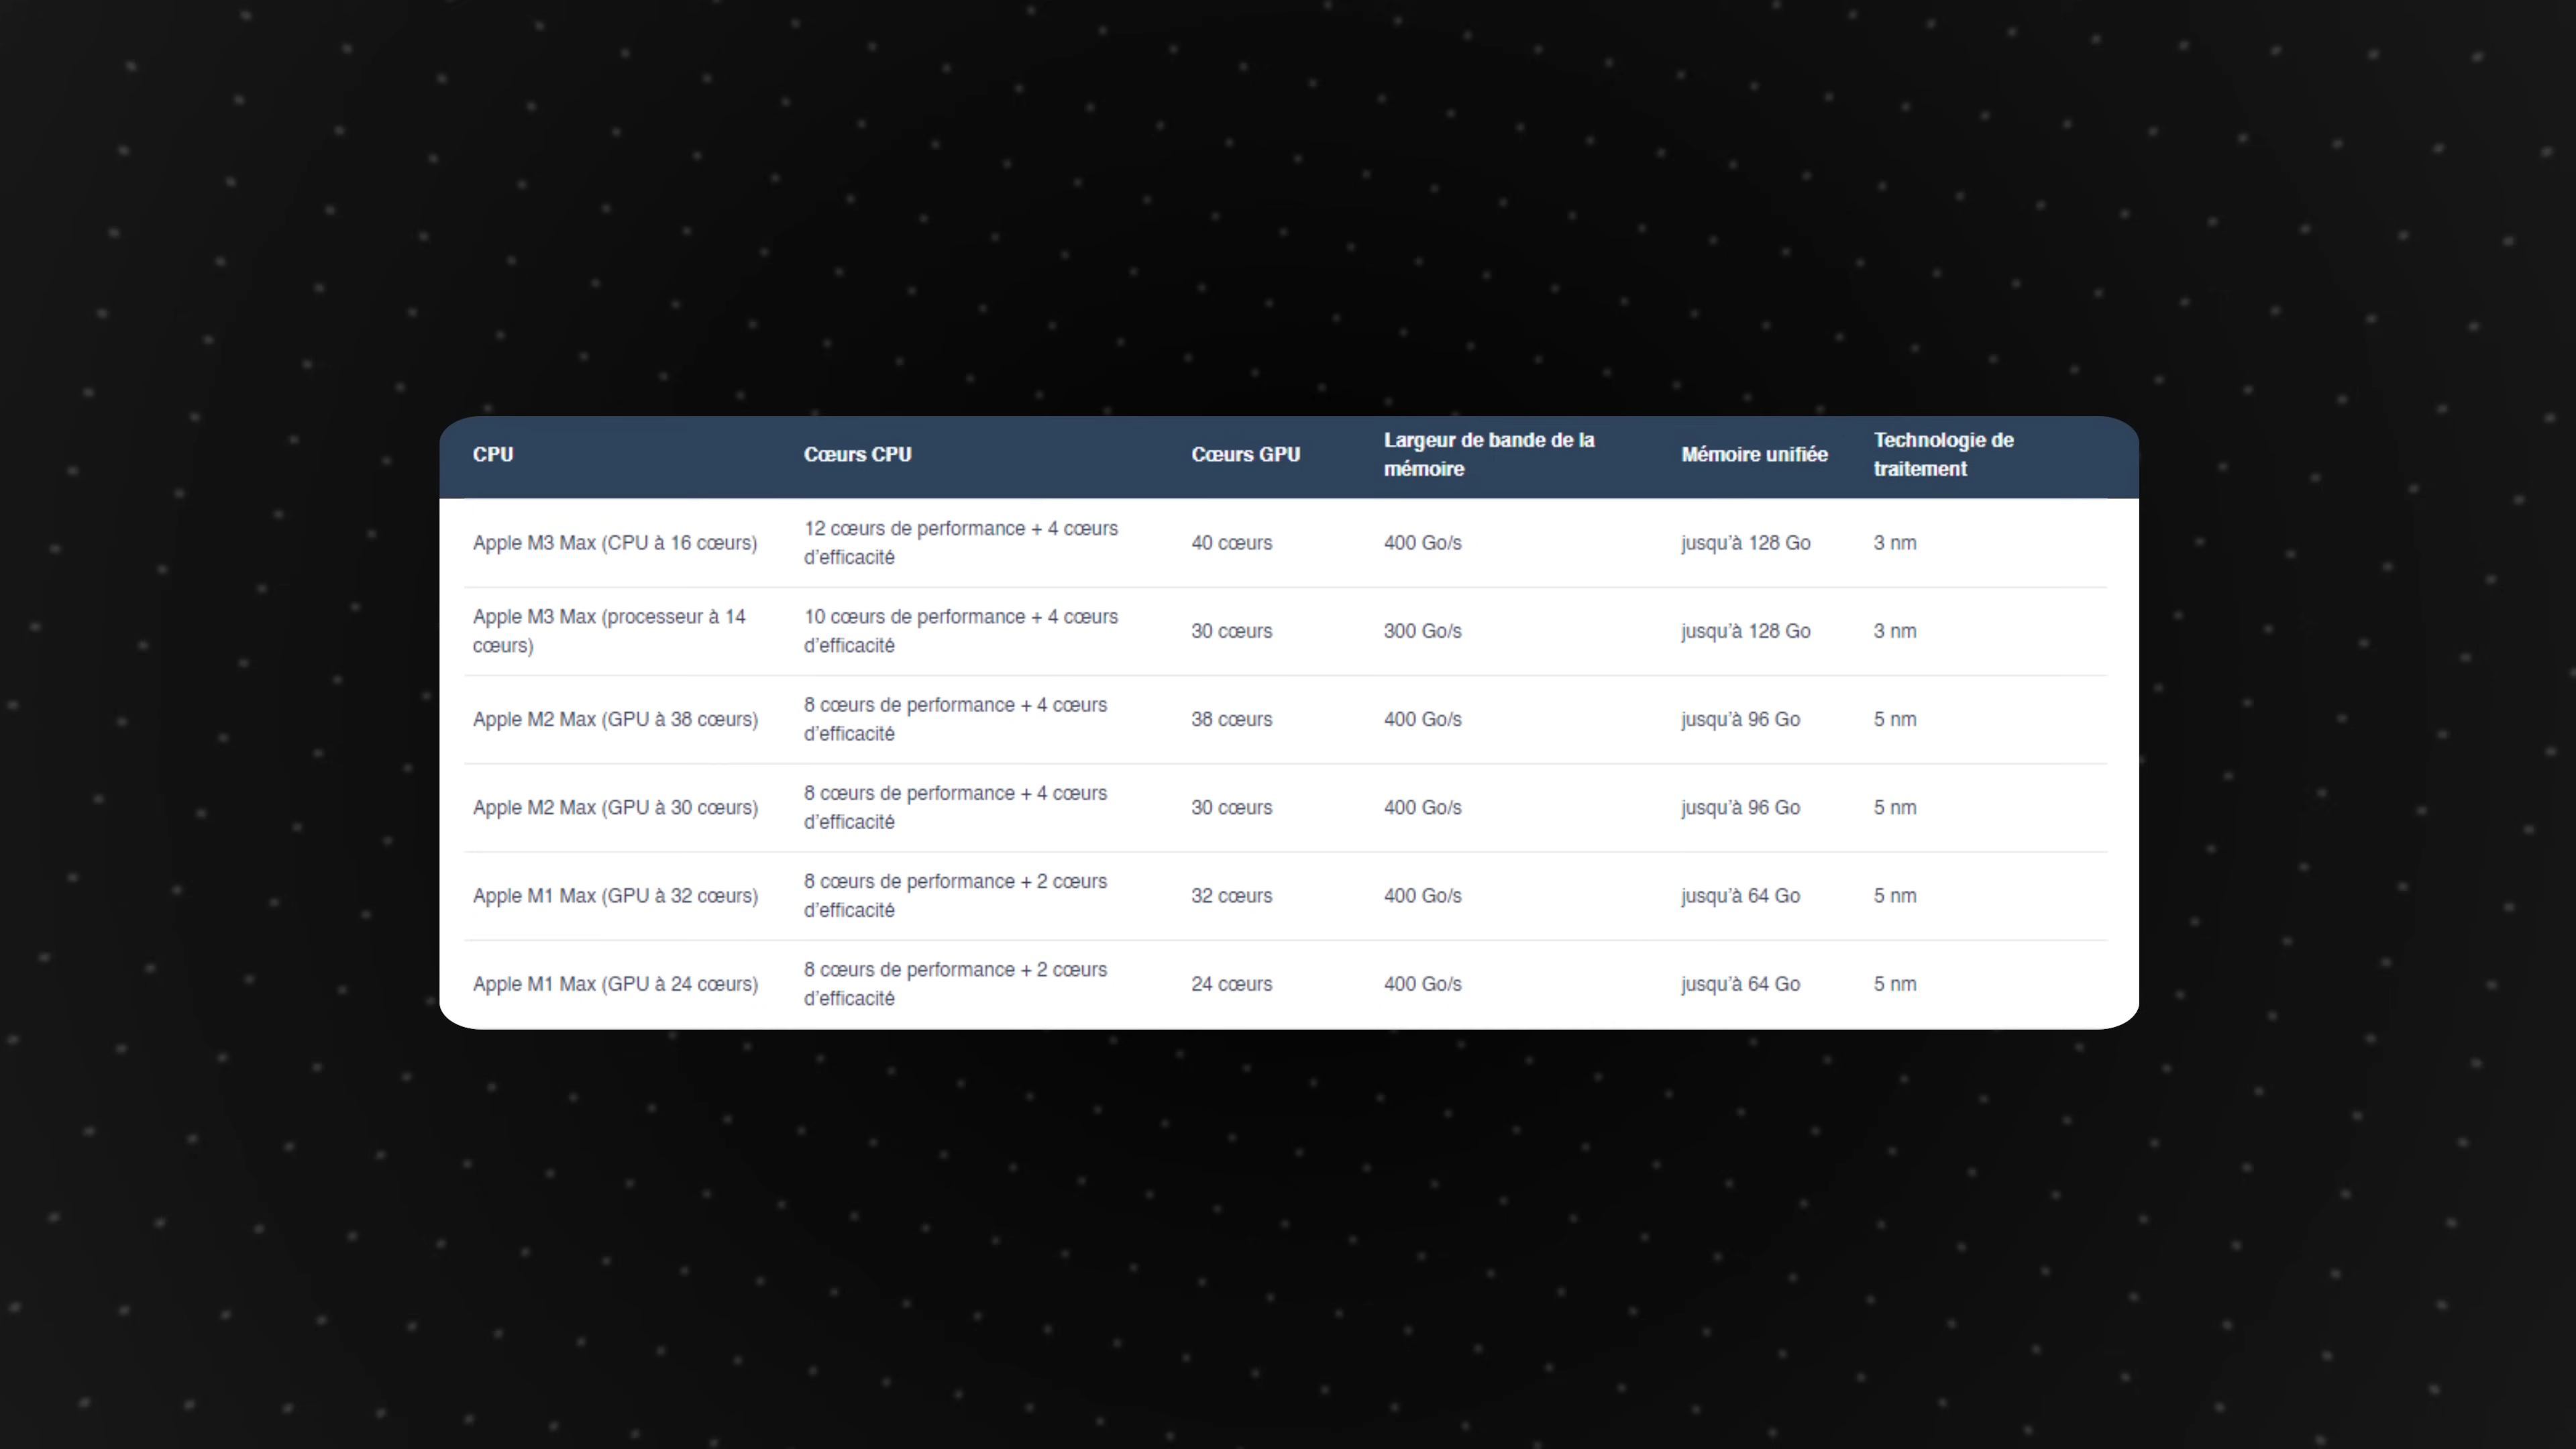 CPU
Cœurs CPU
Cœurs GPU
Largeur de bande de la
mémoire
Mémoire unifiée
Technologie de
traitement
Apple M3 Max (CPU à 16 cœurs)
12 cœurs de performance + 4 cœurs
d’efficacité
40 cœurs
400 Go/s
jusqu’à 128 Go
3 nm
Apple M3 Max (processeur à 14
cœurs)
10 cœurs de performance + 4 cœurs
d’efficacité
30 cœurs
300 Go/s
jusqu’à 128 Go
3 nm
Apple M2 Max (GPU à 38 cœurs)
8 cœurs de performance + 4 cœurs
d’efficacité
38 cœurs
400 Go/s
jusqu’à 96 Go
5 nm
Apple M2 Max (GPU à 30 cœurs)
8 cœurs de performance + 4 cœurs
d’efficacité
30 cœurs
400 Go/s
jusqu’à 96 Go
5 nm
Apple M1 Max (GPU à 32 cœurs)
8 cœurs de performance + 2 cœurs
d’efficacité
32 cœurs
400 Go/s
jusqu’à 64 Go
5 nm
Apple M1 Max (GPU à 24 cœurs)
8 cœurs de performance + 2 cœurs
d’efficacité
24 cœurs
400 Go/s
jusqu’à 64 Go
5 nm